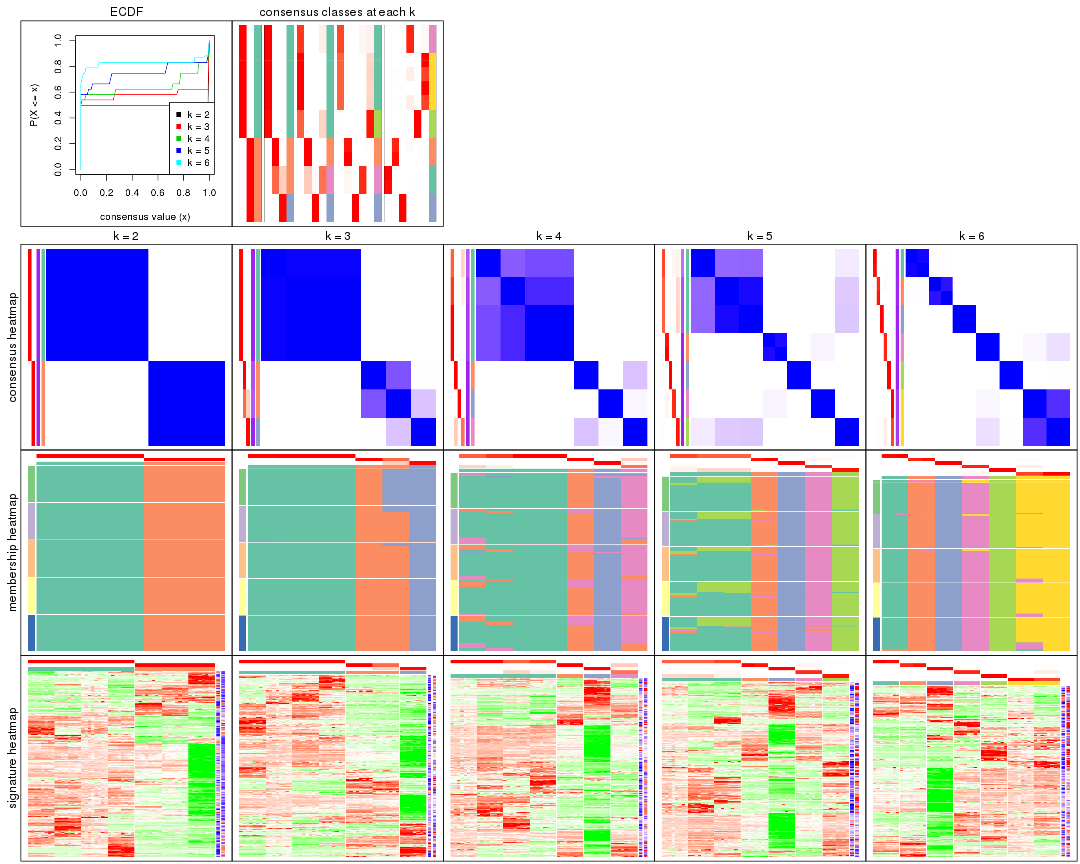 ECDF
consensus classes at each k
P(X <= x)
1.0
0.8
0.6
0.4
0.2
0.0
k = 2
k = 3
k = 4
k = 5
k = 6
0.0 0.2 0.4 0.6 0.8 1.0
consensus value (x)
k = 2
k = 3
k = 4
k = 5
k = 6
consensus heatmap
membership heatmap
signature heatmap